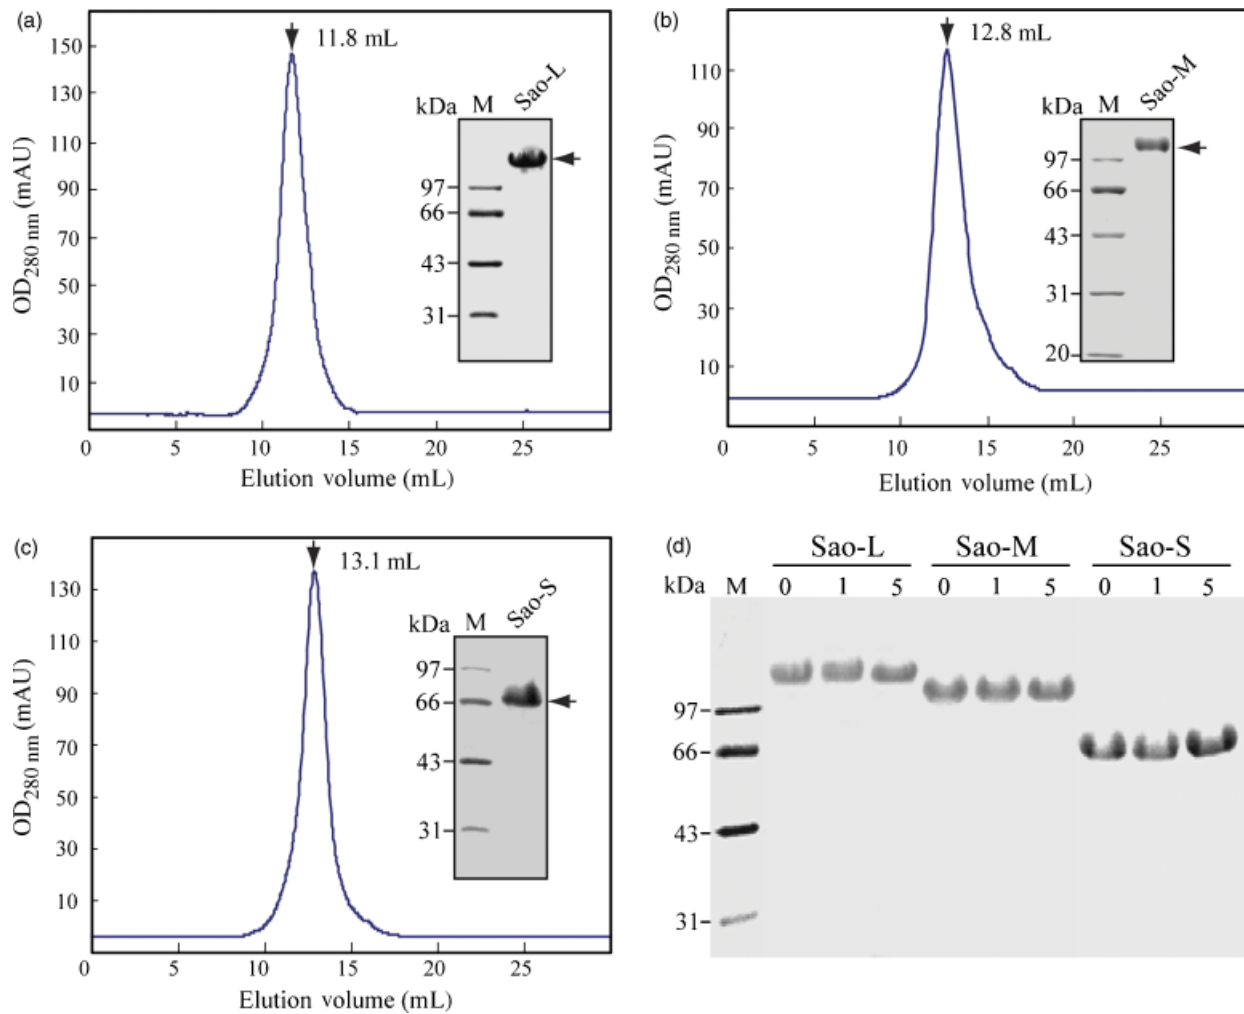 (a)
11.8 mL
OD280 nm (mAU)
150
130
110
90
70
50
30
10
0 5 10 15 20 25
Elution volume (mL)
kDa M Sao-L
97
66
43
31
(b)
12.8 mL
OD280 nm (mAU)
110
90
70
50
30
10
0 5 10 15 20 25
Elution volume (mL)
kDa M Sao-M
97
66
43
31
20
(c)
13.1 mL
OD280 nm (mAU)
130
110
90
70
50
30
10
0 5 10 15 20 25
Elution volume (mL)
kDa M Sao-S
97
66
43
31
(d)
Sao-L Sao-M Sao-S
kDa M 0 1 5 0 1 5 0 1 5
97
66
43
31